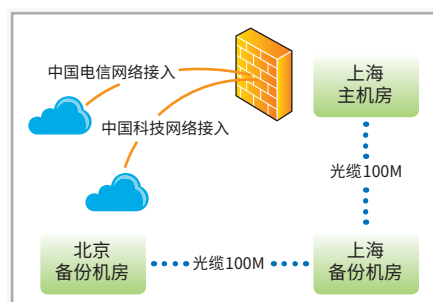 中国电信网络接入
上海
主机房
中国科技网络接入
光缆100M
北京
备份机房
光缆100M
上海
备份机房